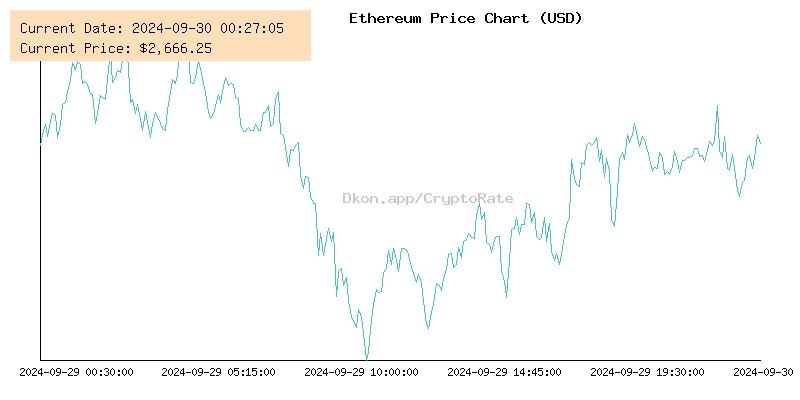 Ethereum Price Chart (USD)
Current Date: 2024-09-30 00:27:05
Current Price: $2,666.25
Dkon.app/CryptoRate
2024-09-29 00:30:00 2024-09-29 05:15:00 2024-09-29 10:00:00 2024-09-29 14:45:00 2024-09-29 19:30:00 2024-09-30